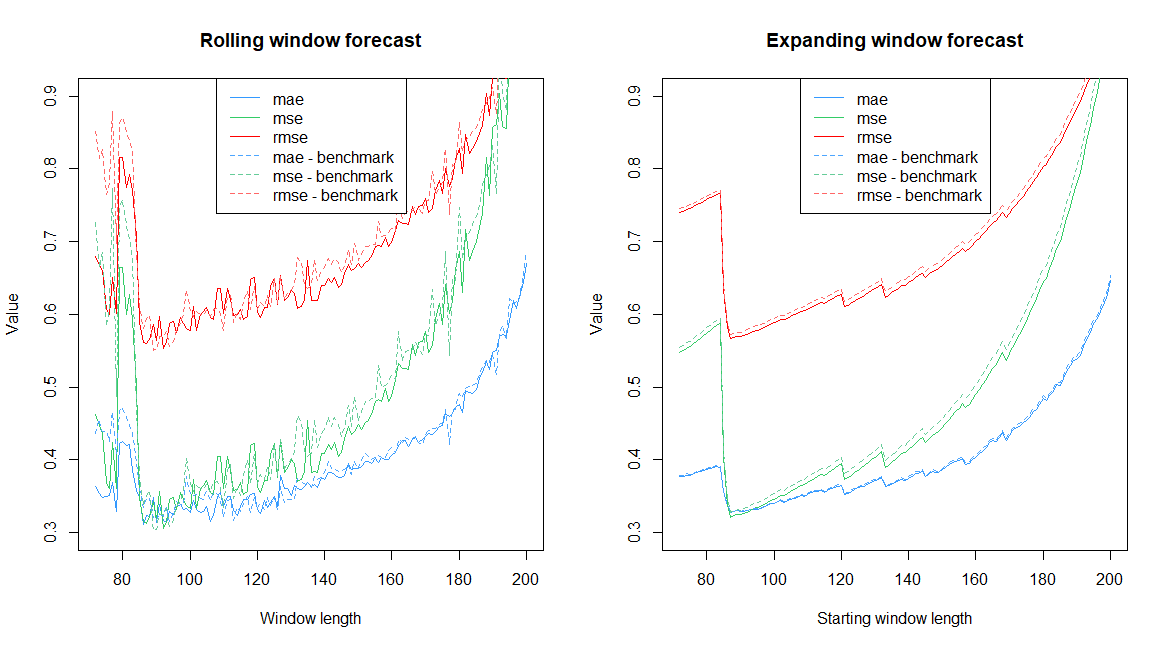 Rolling window forecast
mae
mse
rmse
mae - benchmark
mse - benchmark
rmse - benchmark
0.9
0.8
0.7
0.6
0.5
0.4
0.3
Value
80 100 120 140 160 180 200
Window length
Expanding window forecast
mae
mse
rmse
mae - benchmark
mse - benchmark
rmse - benchmark
0.9
0.8
0.7
0.6
0.5
0.4
0.3
Value
80 100 120 140 160 180 200
Starting window length